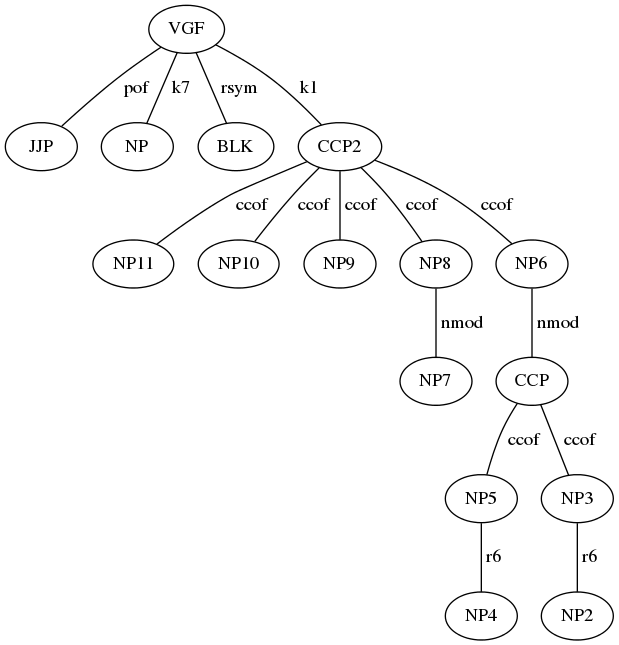 VGF
pof k7 rsym k1
JJP NP BLK CCP2
ccof ccof ccof ccof ccof
NP11 NP10 NP9 NP8 NP6
nmod nmod
NP7 CCP
ccof ccof
NP5 NP3
r6 r6
NP4 NP2